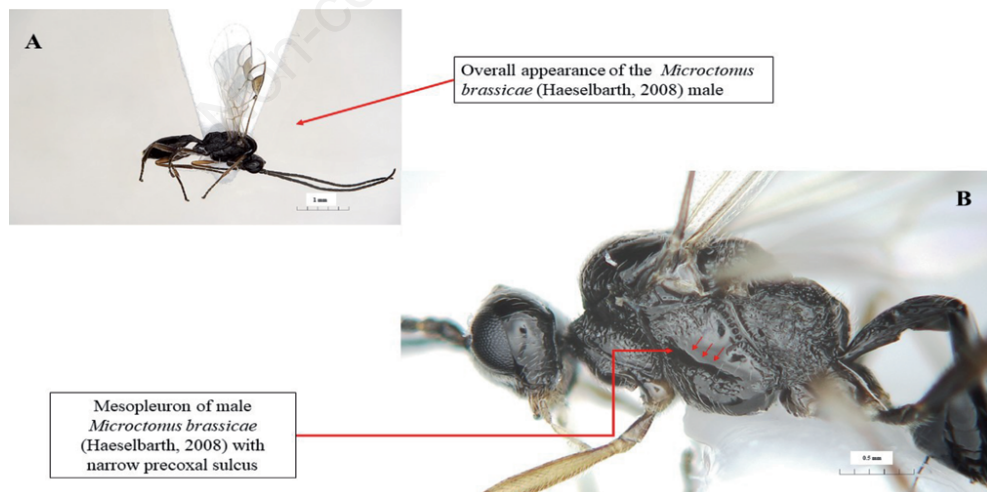 A
Overall appearance of the Microctonus
brassicae (Haeselbarth, 2008) male
1 mm
B
Mesopleuron of male
Microctonus brassicae
(Haeselbarth, 2008) with
narrow precoxal sulcus
0.5 mm